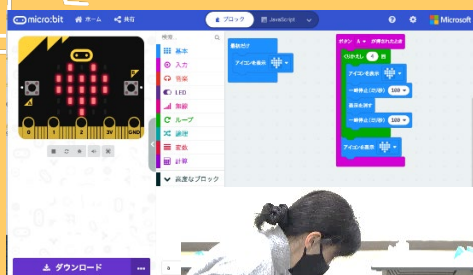 micro:bit
ホーム
共有
ブロック
JavaScript
Microsoft
検索...
基本
入力
音楽
LED
無線
ループ
論理
変数
計算
高度なブロック
最初だけ
アイコンを表示
ボタン A が押されたとき
くりかえし 4 回
アイコンを表示
一時停止(ミリ秒) 100
表示を消す
一時停止(ミリ秒) 100
アイコンを表示
A
B
0
1
2
3V
GND
ダウンロード